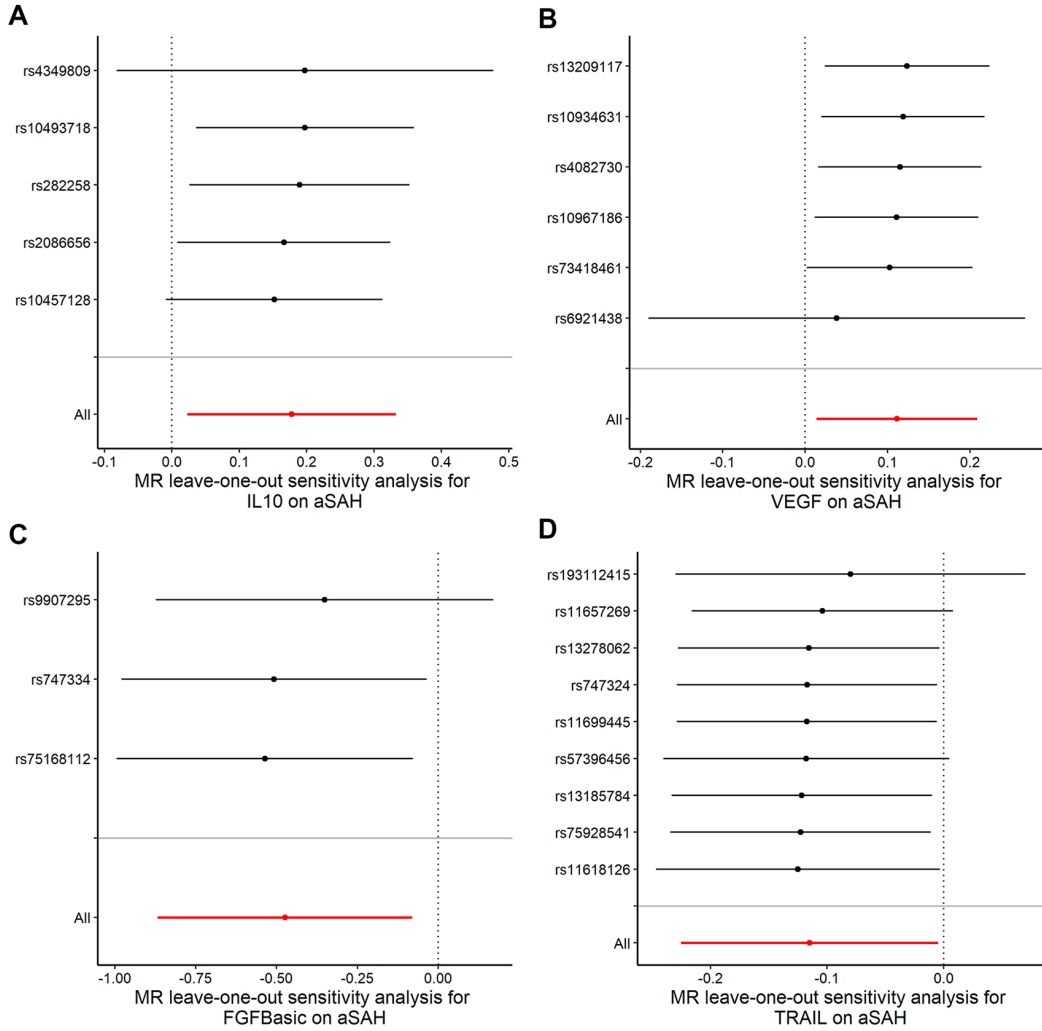 A
rs4349809
rs10493718
rs282258
rs2086656
rs10457128
All
-0.1 0.0 0.1 0.2 0.3 0.4 0.5
MR leave-one-out sensitivity analysis for
IL10 on aSAH
B
rs13209117
rs10934631
rs4082730
rs10967186
rs73418461
rs6921438
All
-0.2 0.0 0.2
MR leave-one-out sensitivity analysis for
VEGF on aSAH
C
rs9907295
rs747334
rs75168112
All
-1.00 -0.75 -0.50 -0.25 0.00
MR leave-one-out sensitivity analysis for
FGFBasic on aSAH
D
rs193112415
rs11657269
rs13278062
rs747324
rs11699445
rs57396456
rs13185784
rs75928541
rs11618126
All
-0.2 -0.1 0.0
MR leave-one-out sensitivity analysis for
TRAIL on aSAH